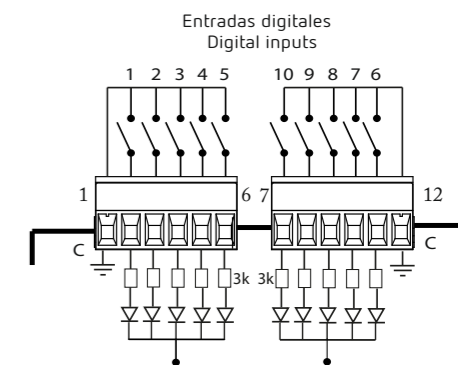 Entradas digitales
Digital inputs
1 2 3 4 5 10 9 8 7 6
1 6 7 12
C C
3k 3k